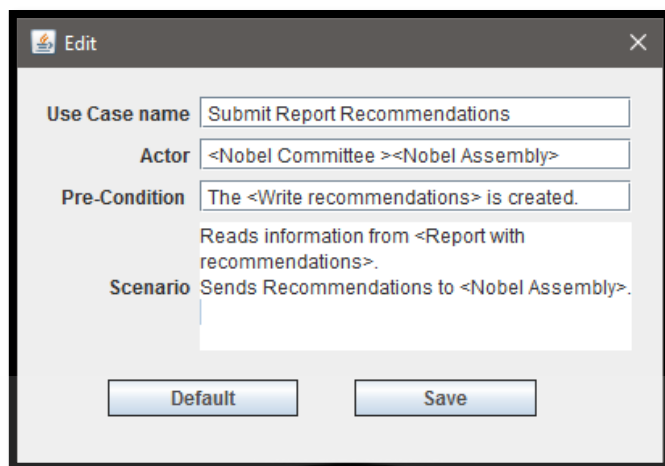 Edit
Use Case name Submit Report Recommendations
Actor <Nobel Committee ><Nobel Assembly>
Pre-Condition The <Write recommendations> is created.
Reads information from <Report with
recommendations>.
Scenario Sends Recommendations to <Nobel Assembly>.
Default Save